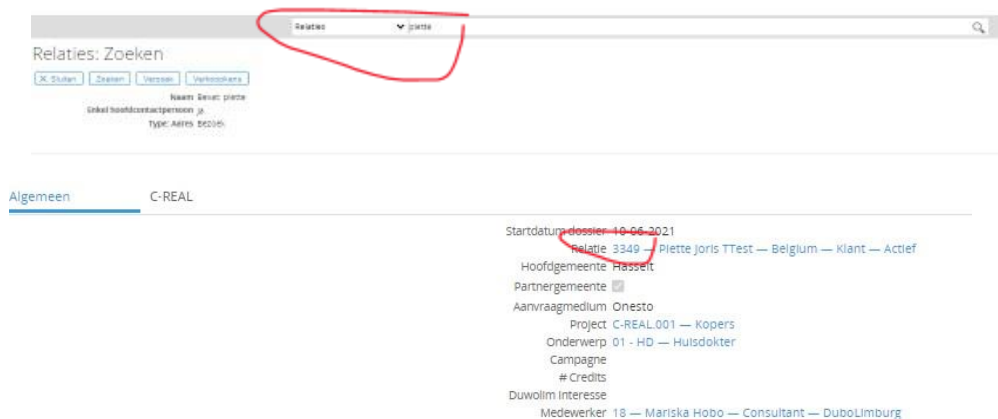 Relaties piette
Relaties: Zoeken
X Sluiten Zoeken Verzoek
Naam Bevat: piette
Enkel hoofdcontactpersoon ja
Type: Adres Bezoek
Algemeen C-REAL
Startdatum dossier 10-06-2021
Relatie 3349 — Piette Joris TTest — Belgium — Klant — Actief
Hoofdgemeente Hasselt
Partnergemeente
Aanvraagmedium Onesto
Project C-REAL.001 — Kopers
Onderwerp 01 - HD — Huisdokter
Campagne
# Credits
Duwolim Interesse
Medewerker 18 — Mariska Hobo — Consultant — DuboLimburg